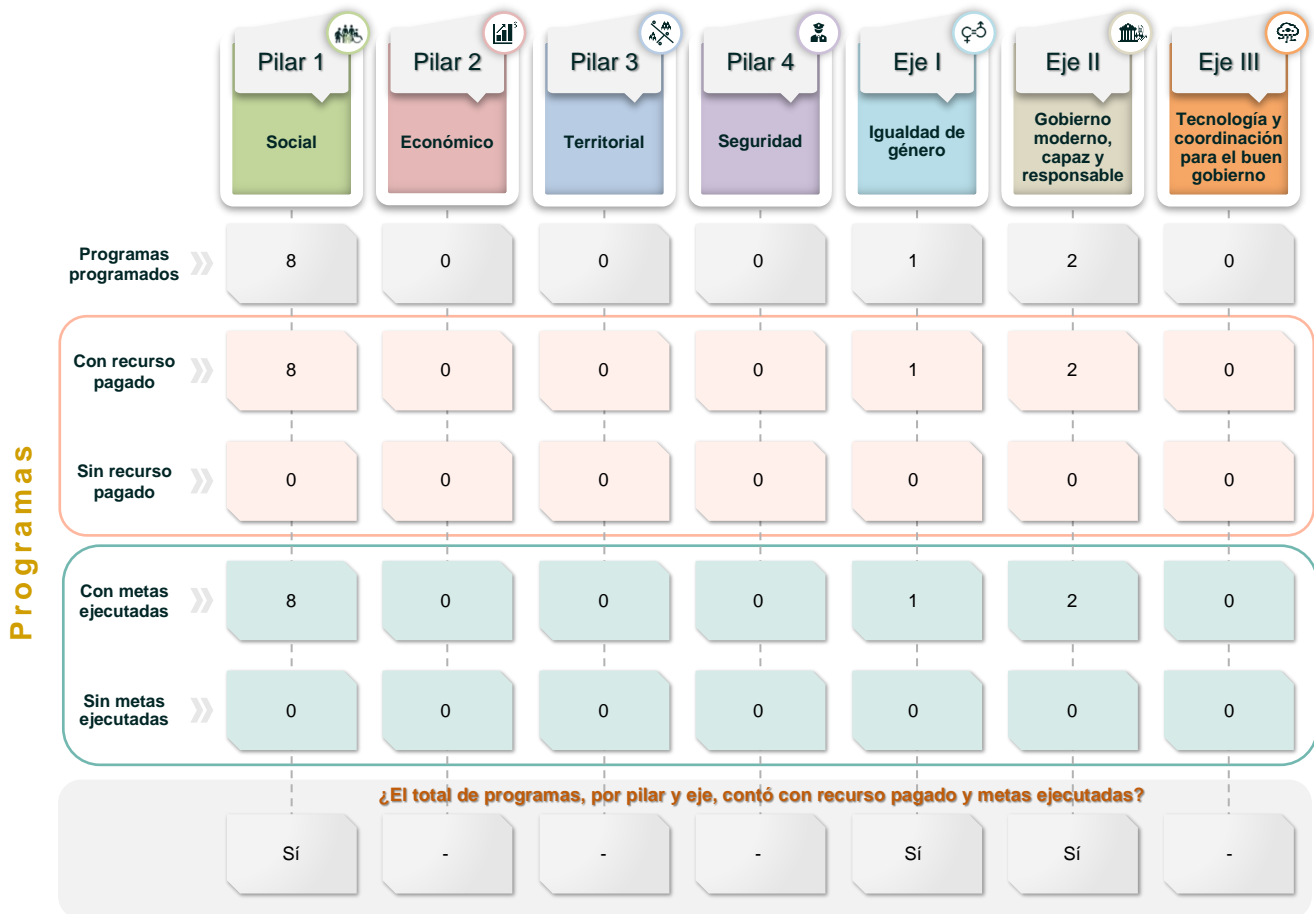 Pilar 1
Pilar 2
Pilar 3
Pilar 4
Eje I
Eje II
Eje III
Social
Económico
Territorial
Seguridad
Igualdad de
género
Gobierno
moderno,
capaz y
responsable
Tecnología y
coordinación
para el buen
gobierno
Programas
Programas
programados
8 0 0 0 1 2 0
Con recurso
pagado
8 0 0 0 1 2 0
Sin recurso
pagado
0 0 0 0 0 0 0
Con metas
ejecutadas
8 0 0 0 1 2 0
Sin metas
ejecutadas
0 0 0 0 0 0 0
¿El total de programas, por pilar y eje, contó con recurso pagado y metas ejecutadas?
Sí - - - Sí Sí -